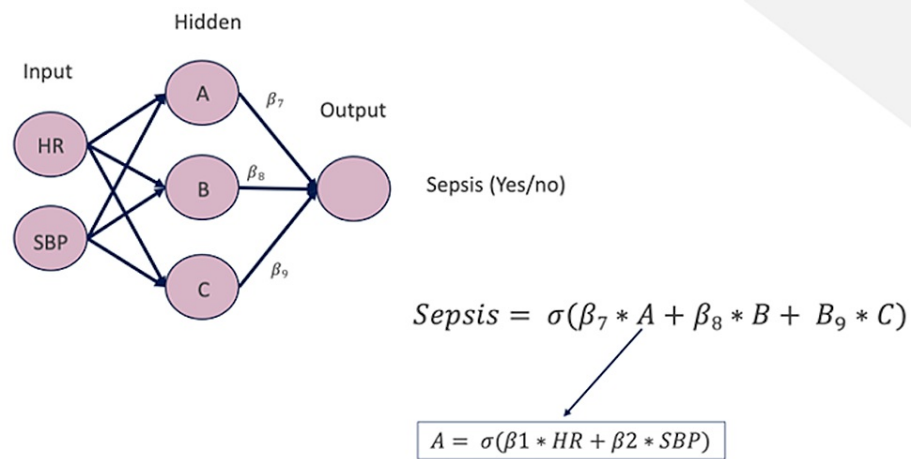 Hidden
Input
A
β₇
Output
HR
B
β₈
Sepsis (Yes/no)
SBP
C
β₉
Sepsis = σ(β₇ * A + β₈ * B + B₉ * C)
A = σ(β1 * HR + β2 * SBP)